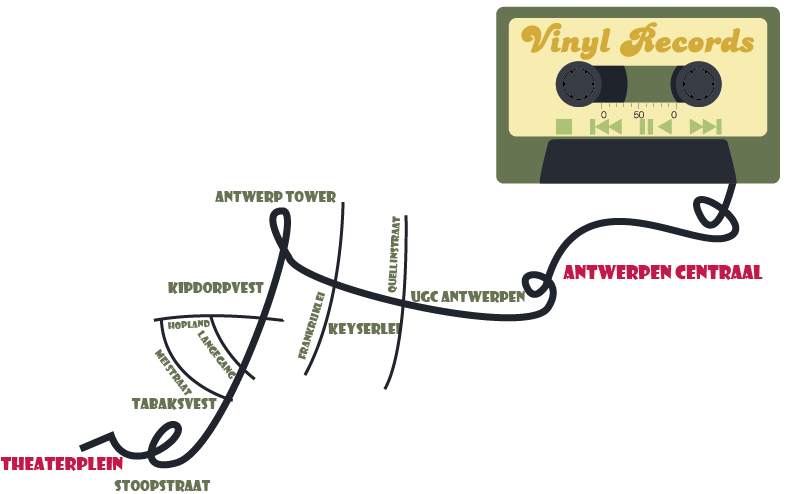 Vinyl Records
0 50 0
ANTWERP TOWER
QUELLINSTRAAT
ANTWERPEN CENTRAAL
KIPDORPVEST
UGC ANTWERPEN
FRANKRIJKLEI
KEYSERLEI
HOPLAND
LANGEGANG
MEISTRAAT
TABAKSVEST
THEATERPLEIN
STOOPSTRAAT